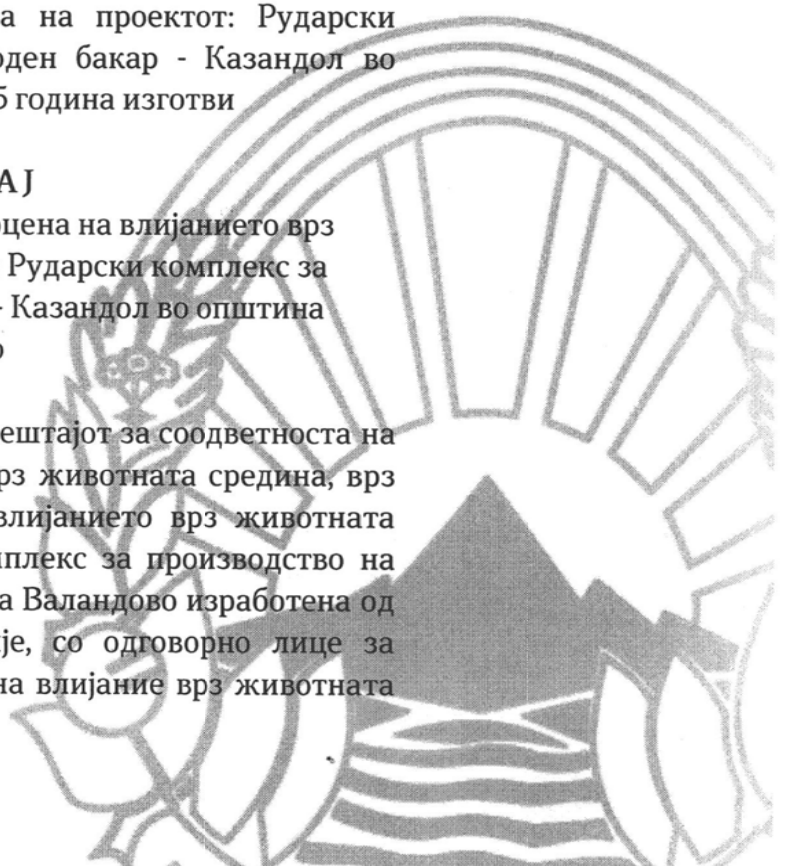 а на проектот: Рударски
оден бакар - Казандол во
5 година изготви
АЈ
оцена на влијанието врз
Рударски комплекс за
- Казандол во општина
о
ештајот за соодветноста на
рз животната средина, врз
влијанието врз животната
плекс за производство на
а Валандово изработена од
је, со одговорно лице за
на влијание врз животната